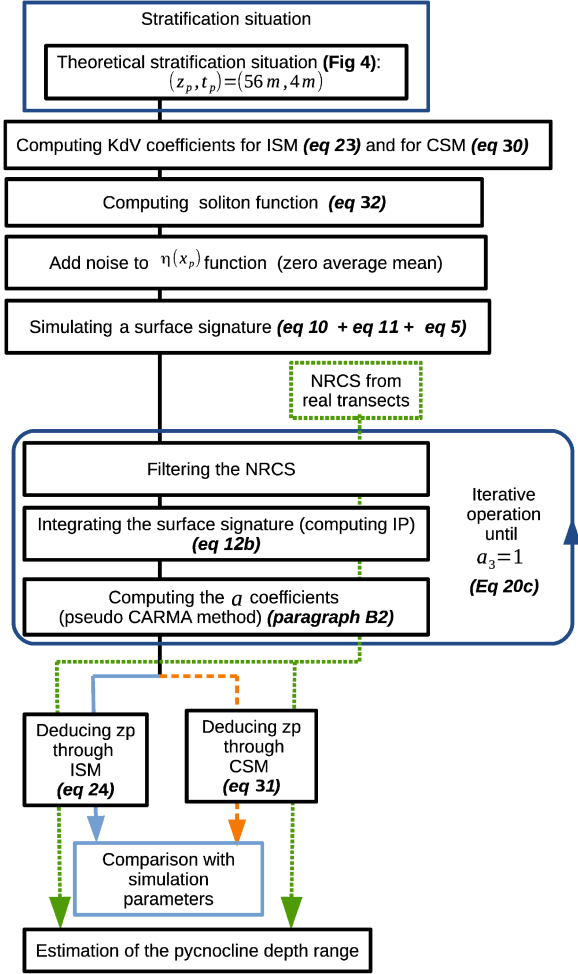 Stratification situation
Theoretical stratification situation (Fig 4):
(z_p, t_p)=(56 m, 4 m)
Computing KdV coefficients for ISM (eq 23) and for CSM (eq 30)
Computing soliton function (eq 32)
Add noise to η(x_p) function (zero average mean)
Simulating a surface signature (eq 10 + eq 11 + eq 5)
NRCS from
real transects
Filtering the NRCS
Integrating the surface signature (computing IP)
(eq 12b)
Computing the a coefficients
(pseudo CARMA method) (paragraph B2)
Iterative
operation
until
a_3=1
(Eq 20c)
Deducing zp
through
ISM
(eq 24)
Deducing zp
through
CSM
(eq 31)
Comparison with
simulation
parameters
Estimation of the pycnocline depth range